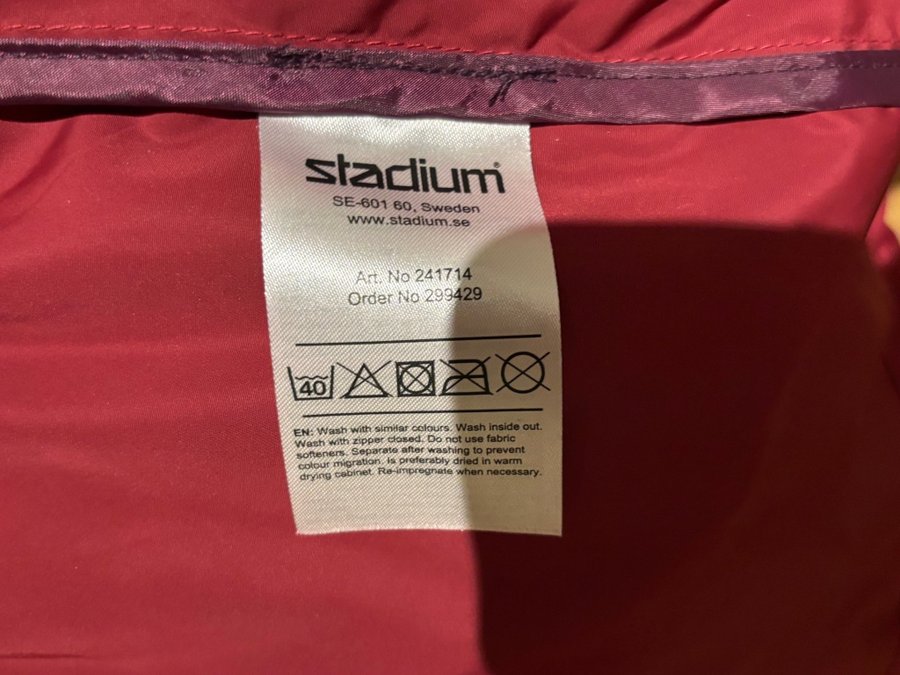 stadium®
SE-601 60, Sweden
www.stadium.se
Art. No 241714
Order No 299429
40
EN: Wash with similar colours. Wash inside out.
Wash with zipper closed. Do not use fabric
softeners. Separate after washing to prevent
colour migration. Is preferably dried in warm
drying cabinet. Re-impregnate when necessary.